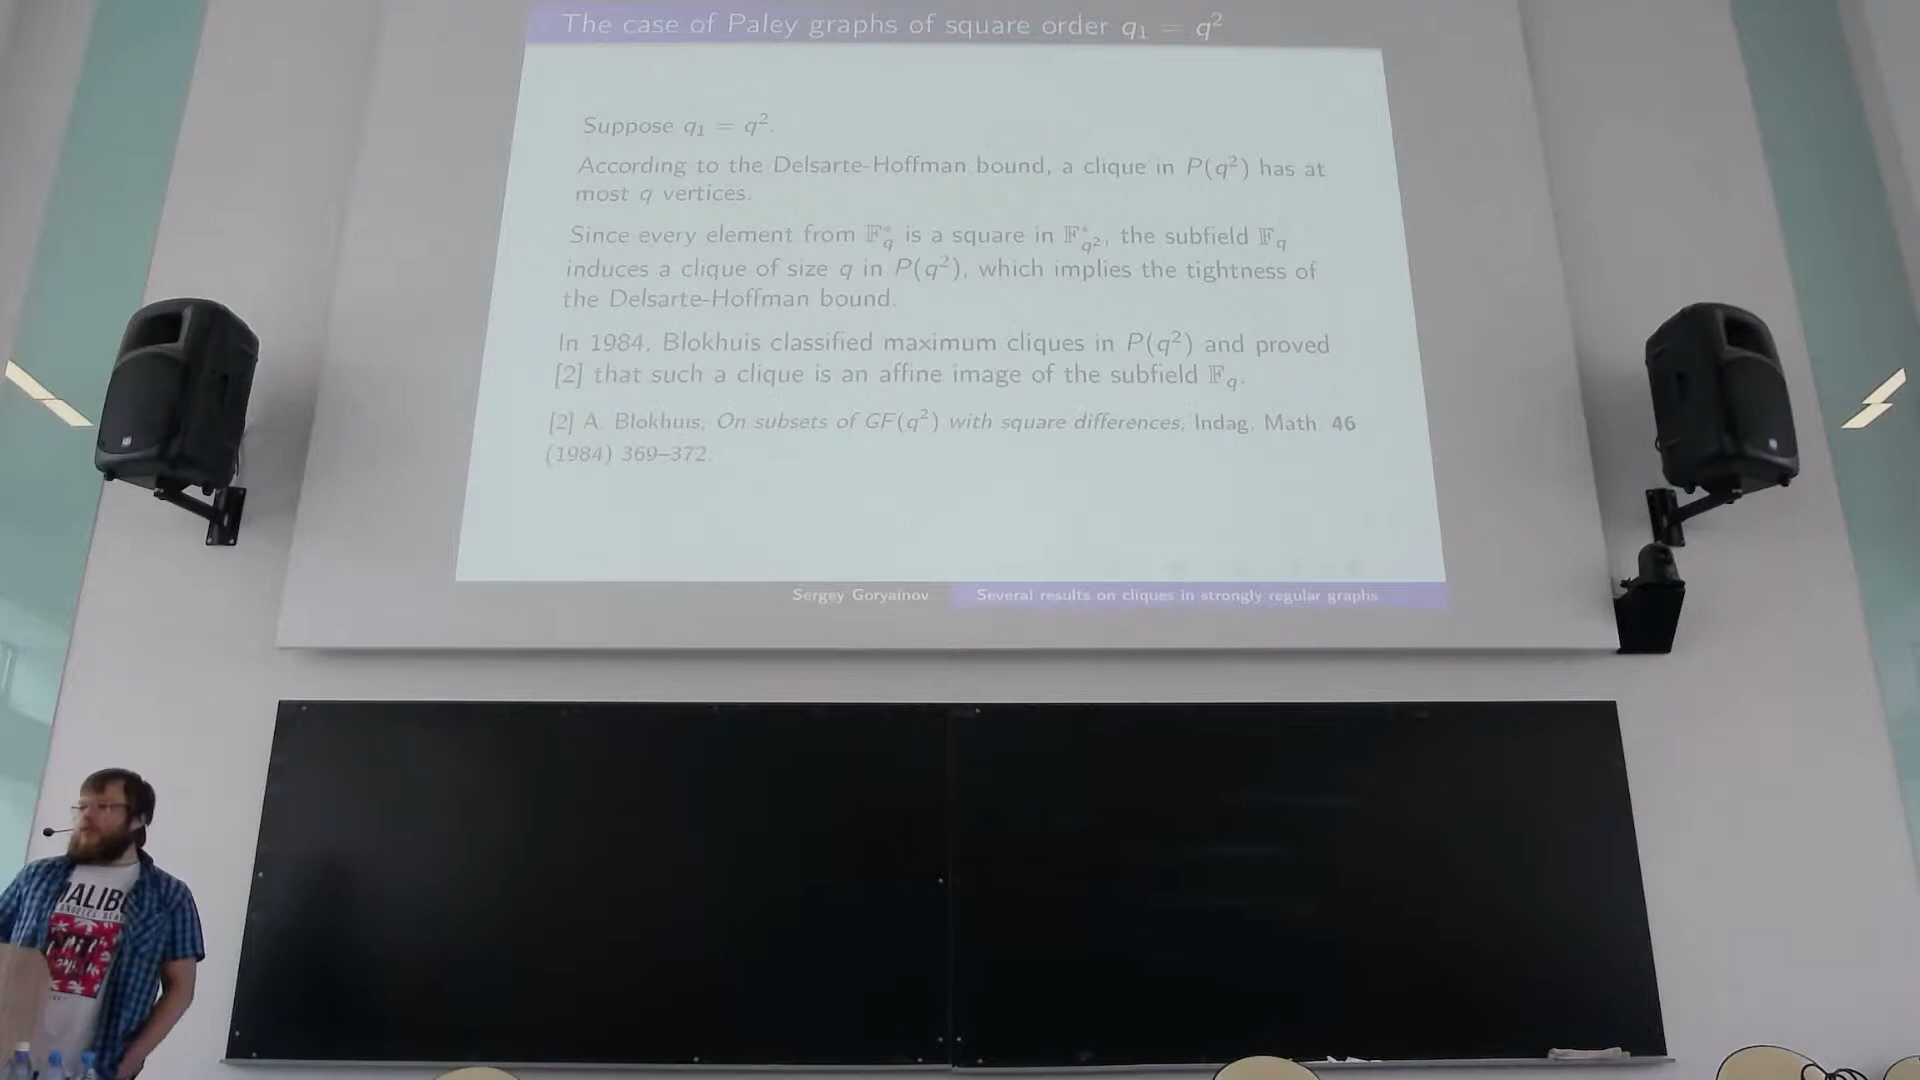 The case of Paley graphs of square order q₁ = q²
Suppose q₁ = q².
According to the Delsarte-Hoffman bound, a clique in P(q²) has at
most q vertices.
Since every element from 𝔽*_q is a square in 𝔽*_q², the subfield 𝔽_q
induces a clique of size q in P(q²), which implies the tightness of
the Delsarte-Hoffman bound.
In 1984, Blokhuis classified maximum cliques in P(q²) and proved
[2] that such a clique is an affine image of the subfield 𝔽_q.
[2] A. Blokhuis, On subsets of GF(q²) with square differences, Indag. Math. 46
(1984) 369–372.
Sergey Goryainov
Several results on cliques in strongly regular graphs
MALIBU